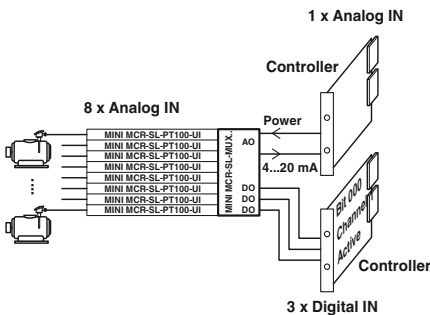 1 x Analog IN
Controller
8 x Analog IN
Power
MINI MCR-SL-PT100-UI
MINI MCR-SL-PT100-UI
MINI MCR-SL-PT100-UI
MINI MCR-SL-PT100-UI
MINI MCR-SL-PT100-UI
MINI MCR-SL-PT100-UI
MINI MCR-SL-PT100-UI
MINI MCR-SL-PT100-UI
MINI MCR-SL-MUX..
AO
4...20 mA
DO
DO
DO
Bit 000
Channel
Active
Controller
3 x Digital IN